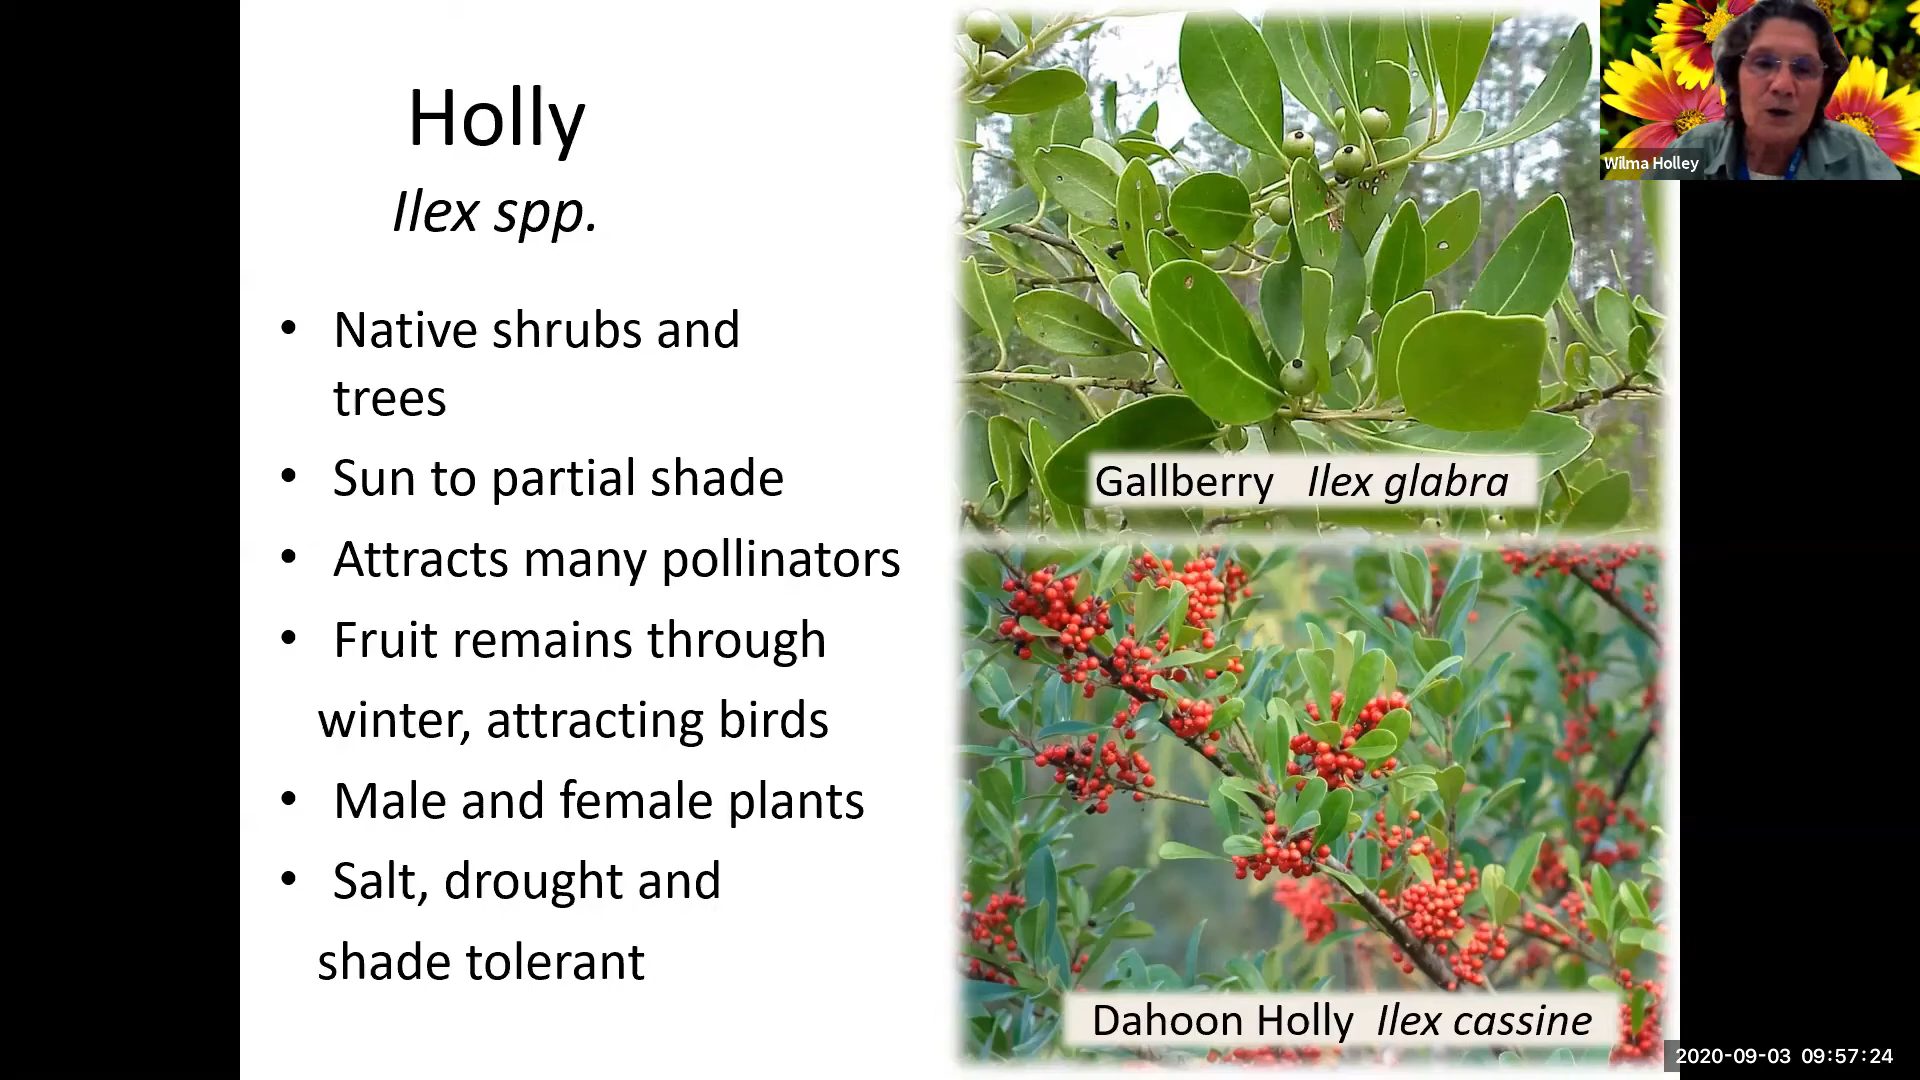 Holly
Ilex spp.
• Native shrubs and
trees
• Sun to partial shade
• Attracts many pollinators
• Fruit remains through
winter, attracting birds
• Male and female plants
• Salt, drought and
shade tolerant
Gallberry Ilex glabra
Dahoon Holly Ilex cassine
Wilma Holley
2020-09-03 09:57:24